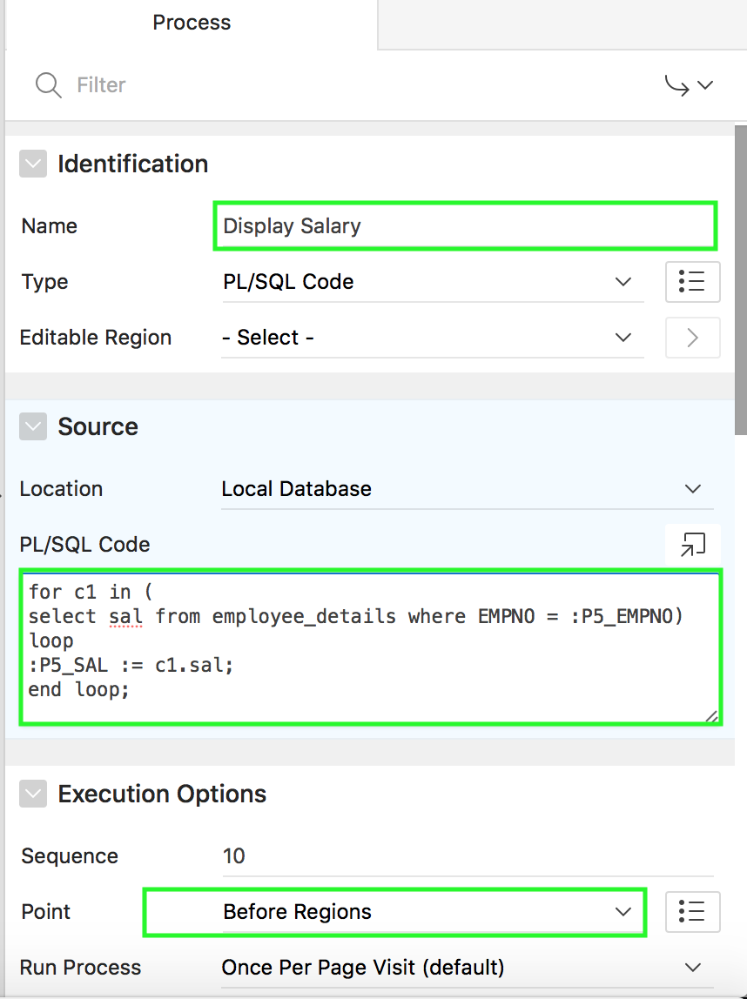 Process
Filter
Identification
Name Display Salary
Type PL/SQL Code
Editable Region - Select -
Source
Location Local Database
PL/SQL Code
for c1 in (
select sal from employee_details where EMPNO = :P5_EMPNO)
loop
:P5_SAL := c1.sal;
end loop;
Execution Options
Sequence 10
Point Before Regions
Run Process Once Per Page Visit (default)